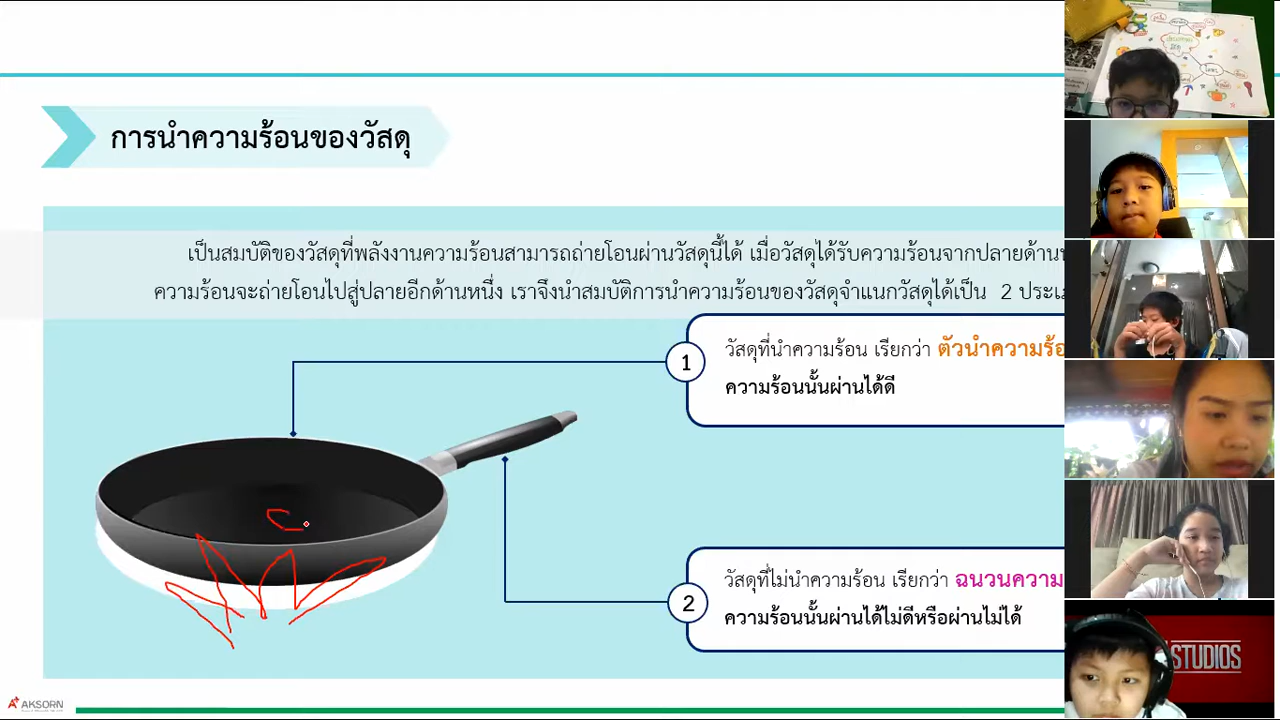 การนำความร้อนของวัสดุ
เป็นสมบัติของวัสดุที่พลังงานความร้อนสามารถถ่ายโอนผ่านวัสดุนี้ได้ เมื่อวัสดุได้รับความร้อนจากปลายด้าน
ความร้อนจะถ่ายโอนไปสู่ปลายอีกด้านหนึ่ง เราจึงนำสมบัติการนำความร้อนของวัสดุจำแนกวัสดุได้เป็น 2
1
วัสดุที่นำความร้อน เรียกว่า ตัวนำความร้อ
ความร้อนนั้นผ่านได้ดี
2
วัสดุที่ไม่นำความร้อน เรียกว่า ฉนวนความ
ความร้อนนั้นผ่านได้ไม่ดีหรือผ่านไม่ได้
AKSORN
STUDIOS